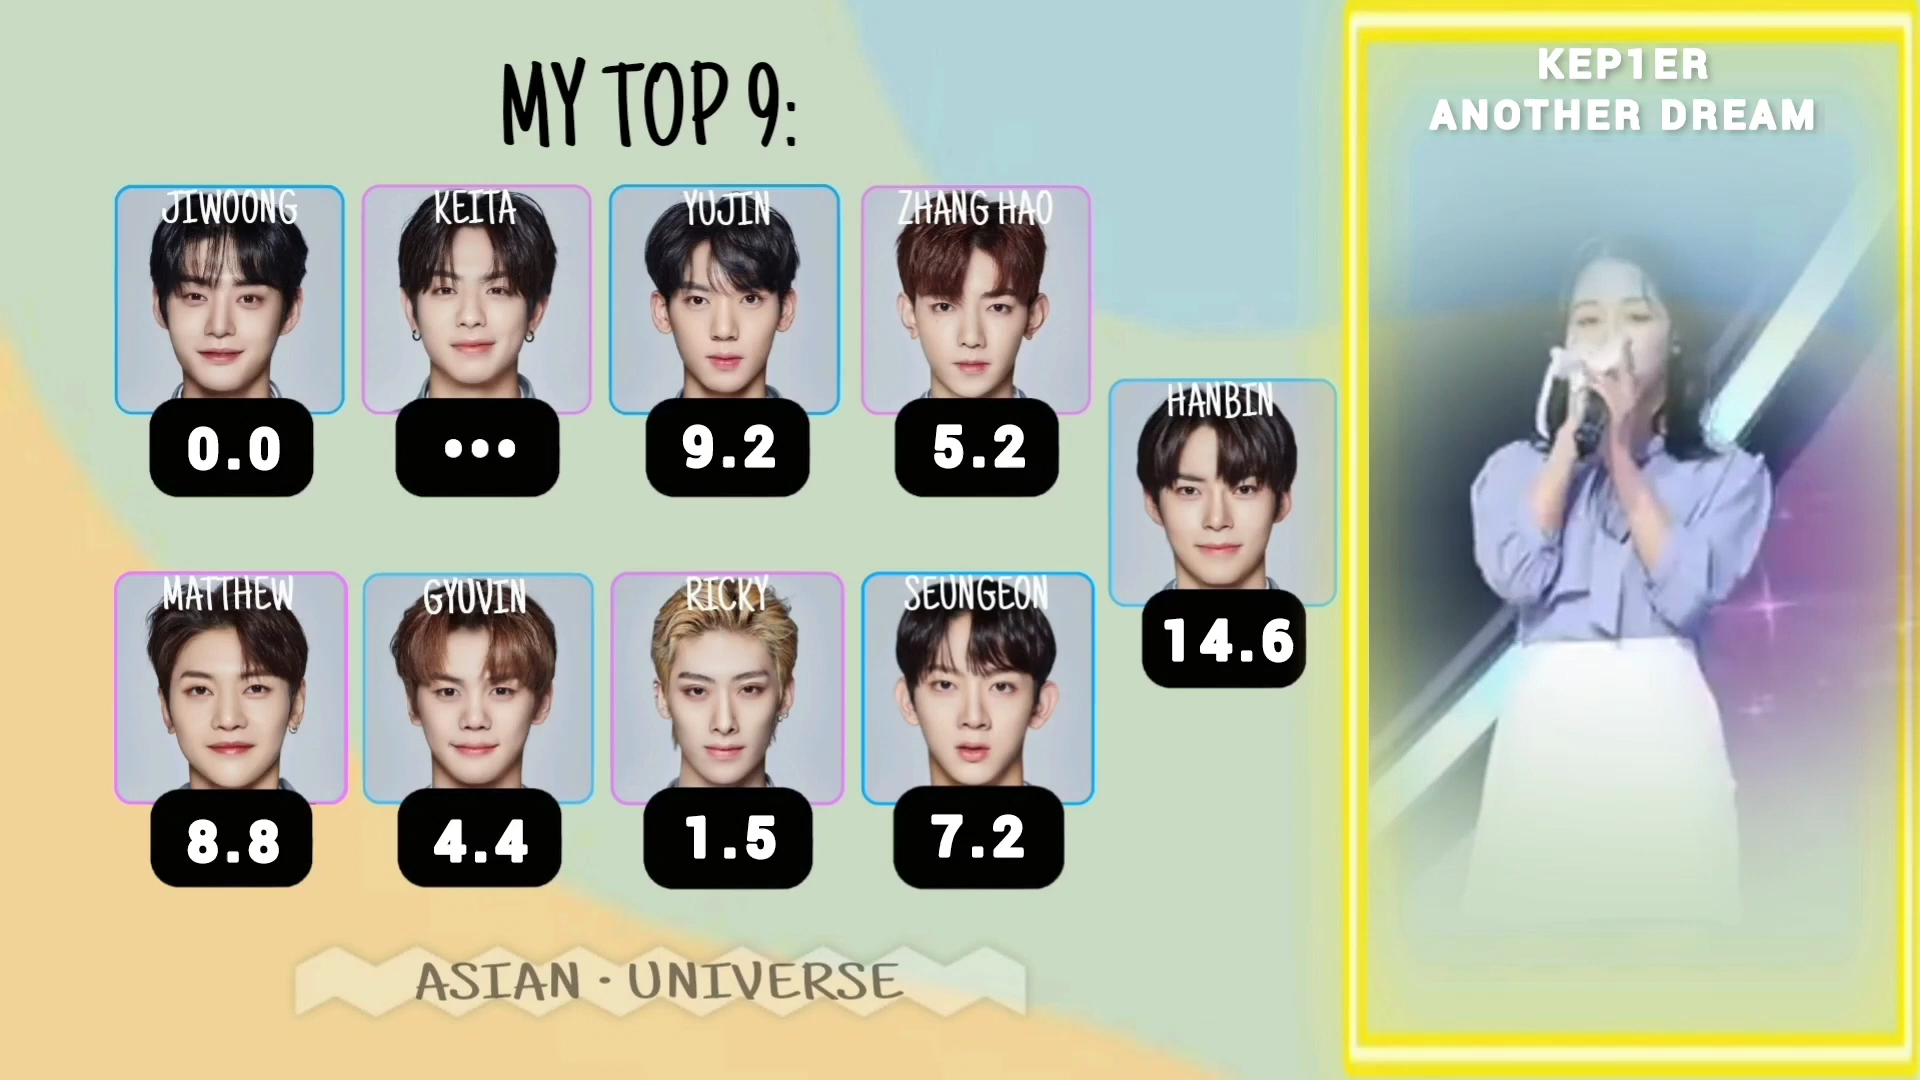 MY TOP 9:
JIWOONG
KEITA
YUJIN
ZHANG HAO
0.0
...
9.2
5.2
HANBIN
14.6
MATTHEW
GYUVIN
RICKY
SEUNGEON
8.8
4.4
1.5
7.2
ASIAN · UNIVERSE
KEP1ER
ANOTHER DREAM